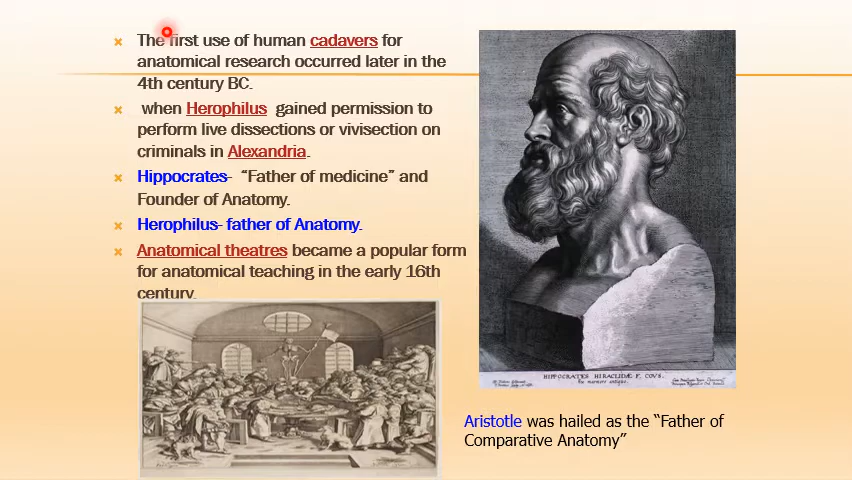 The first use of human cadavers for
anatomical research occurred later in the
4th century BC.
when Herophilus gained permission to
perform live dissections or vivisection on
criminals in Alexandria.
Hippocrates- “Father of medicine” and
Founder of Anatomy.
Herophilus- father of Anatomy.
Anatomical theatres became a popular form
for anatomical teaching in the early 16th
century.
HIPPOCRATES HIRACLIDÆ F. COVS.
Aristotle was hailed as the “Father of
Comparative Anatomy”